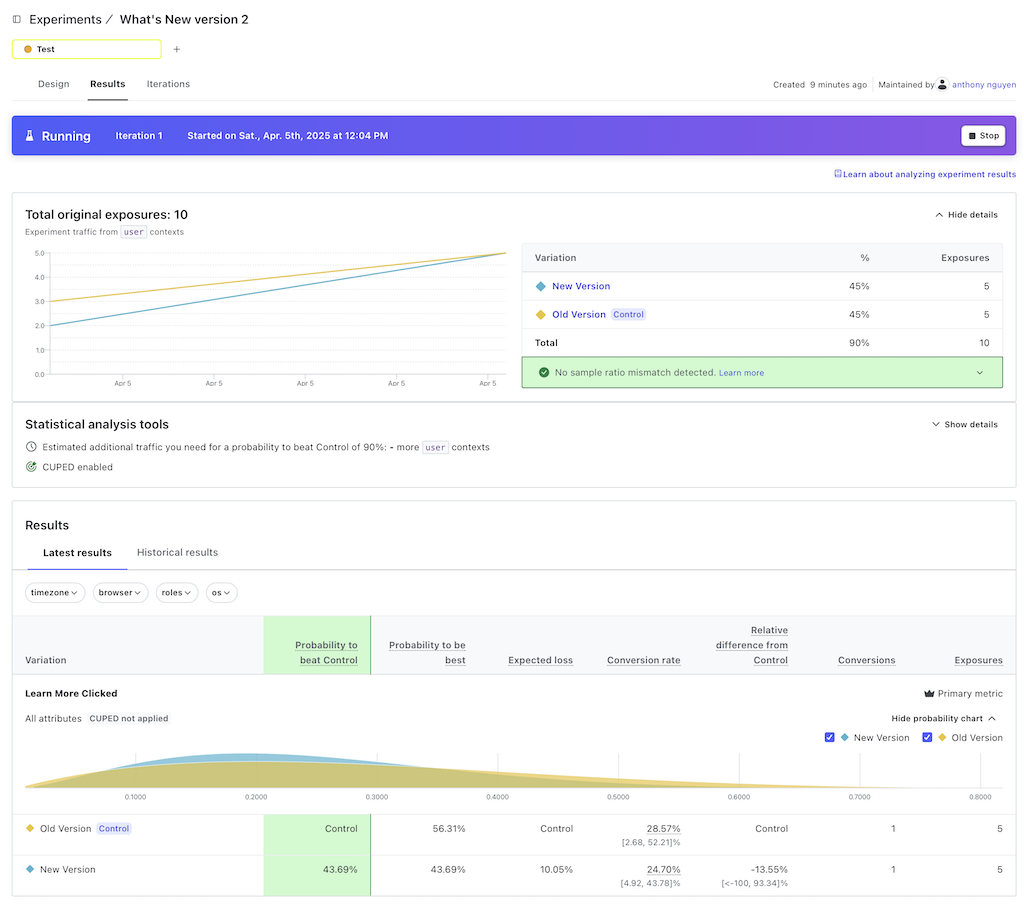 Experiments / What's New version 2
Test +
Design Results Iterations
Created 9 minutes ago Maintained by anthony nguyen
Running Iteration 1 Started on Sat., Apr. 5th, 2025 at 12:04 PM Stop
Learn about analyzing experiment results
Total original exposures: 10
Hide details
Experiment traffic from user contexts
5.0
4.0
3.0
2.0
1.0
0.0
Apr 5 Apr 5 Apr 5 Apr 5 Apr 5
Variation % Exposures
New Version 45% 5
Old Version Control 45% 5
Total 90% 10
No sample ratio mismatch detected. Learn more
Statistical analysis tools
Show details
Estimated additional traffic you need for a probability to beat Control of 90%: - more user contexts
CUPED enabled
Results
Latest results Historical results
timezone browser roles os
Variation
Probability to
beat Control
Probability to be
best
Expected loss
Conversion rate
Relative
difference from
Control
Conversions
Exposures
Learn More Clicked
Primary metric
All attributes CUPED not applied
Hide probability chart
New Version Old Version
0.1000 0.2000 0.3000 0.4000 0.5000 0.6000 0.7000 0.8000
Old Version Control Control 56.31% Control 28.57% Control 1 5
[2.68, 52.21]%
New Version 43.69% 43.69% 10.05% 24.70% -13.55% 1 5
[4.92, 43.78]% [<-100, 93.34]%